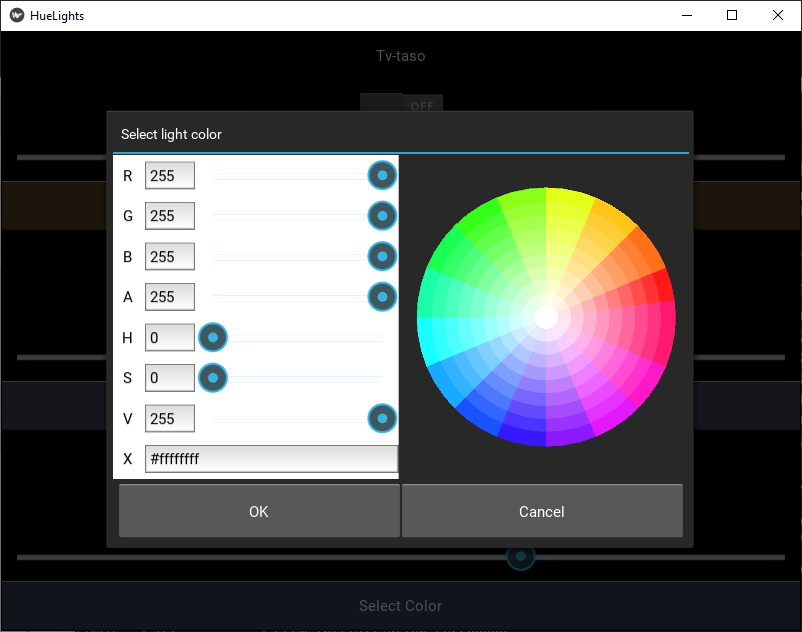 HueLights
Tv-taso
OFF
Select light color
R 255
G 255
B 255
A 255
H 0
S 0
V 255
X #ffffffff
OK Cancel
Select Color